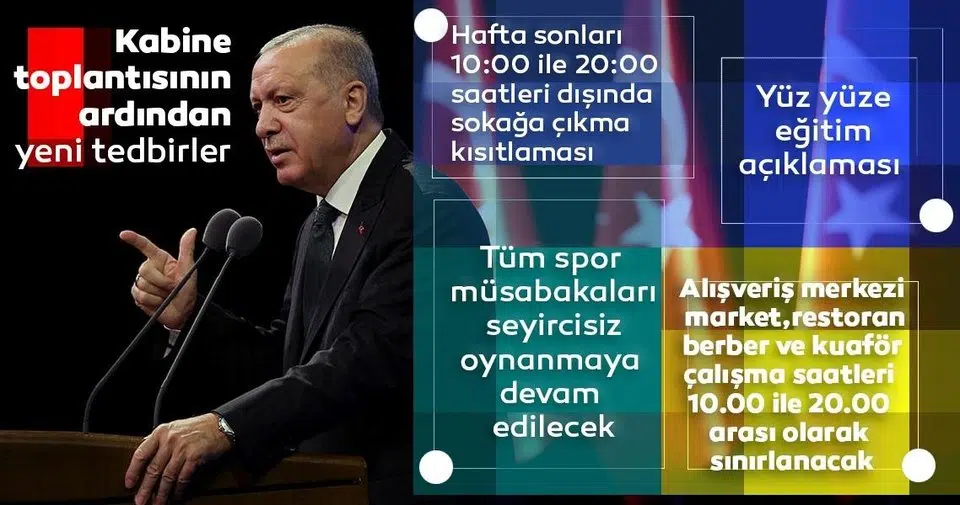 Kabine
toplantısının
ardından
yeni tedbirler
Hafta sonları
10:00 ile 20:00
saatleri dışında
sokağa çıkma
kısıtlaması
Yüz yüze
eğitim
açıklaması
Tüm spor
müsabakaları
seyircisiz
oynanmaya
devam
edilecek
Alışveriş merkezi
market,restoran
berber ve kuaför
çalışma saatleri
10.00 ile 20.00
arası olarak
sınırlanacak